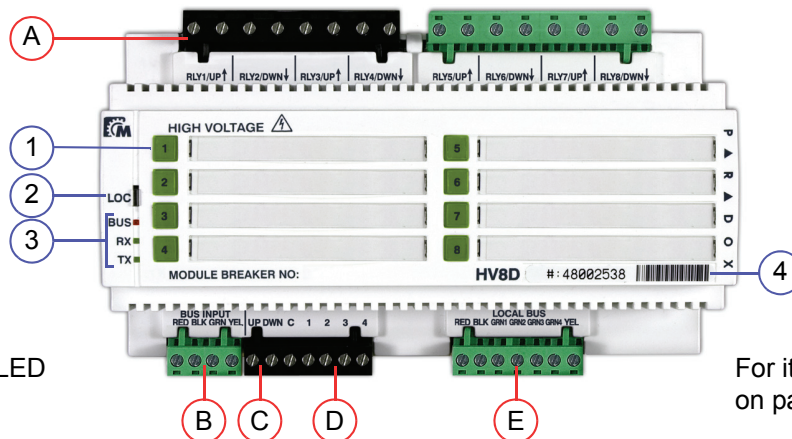 A
RLY1/UP↑ RLY2/DWN↓ RLY3/UP↑ RLY4/DWN↓ RLY5/UP↑ RLY6/DWN↓ RLY7/UP↑ RLY8/DWN↓
HIGH VOLTAGE
1 1 5
2 LOC 2 6
3 BUS 3 7
RX
TX 4 8
PARADOX
MODULE BREAKER NO: HV8D #:48002538 4
BUS INPUT LOCAL BUS
RED BLK GRN YEL UP DWN C 1 2 3 4 RED BLK GRN1 GRN2 GRN3 GRN4 YEL
LED For it
on pa
B C D E